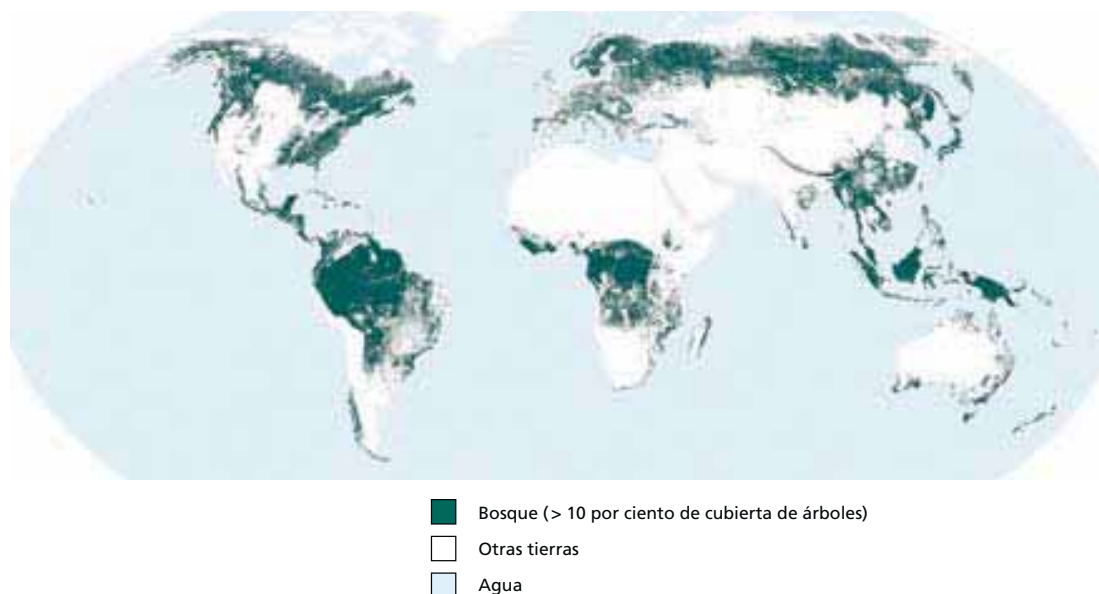 Bosque (> 10 por ciento de cubierta de árboles)
Otras tierras
Agua